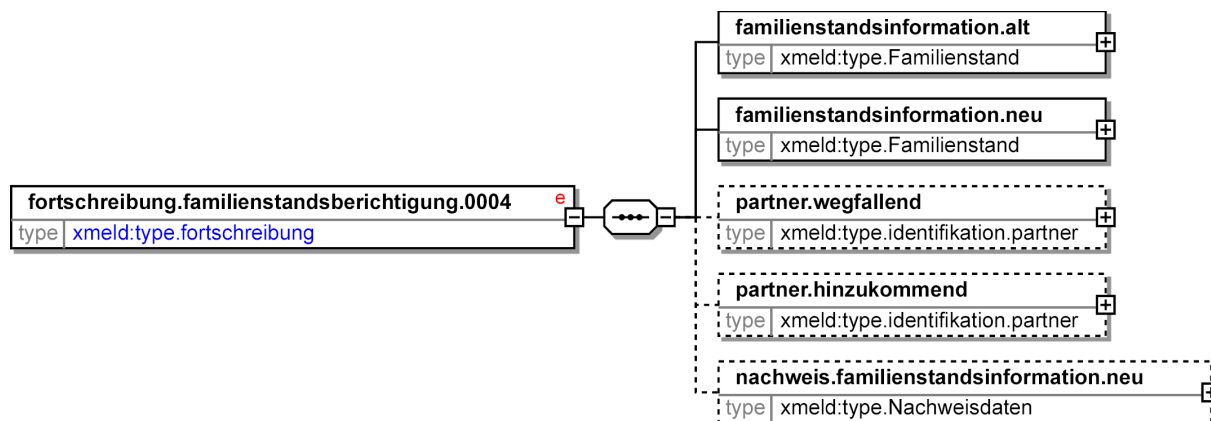 familienstandsinformation.alt
type xmeld:type.Familienstand
familienstandsinformation.neu
type xmeld:type.Familienstand
fortschreibung.familienstandsberichtigung.0004 e
type xmeld:type.fortschreibung
partner.wegfallend
type xmeld:type.identifikation.partner
partner.hinzukommend
type xmeld:type.identifikation.partner
nachweis.familienstandsinformation.neu
type xmeld:type.Nachweisdaten